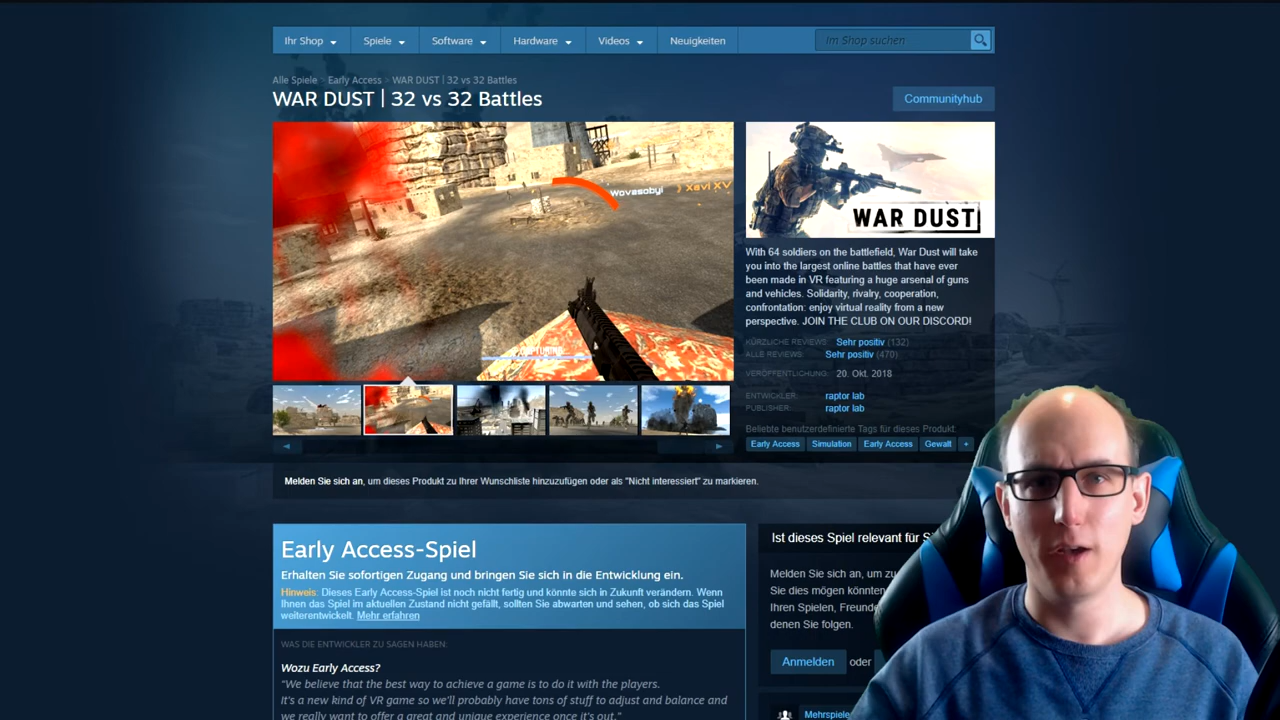 Ihr Shop
Spiele
Software
Hardware
Videos
Neuigkeiten
Im Shop suchen
Alle Spiele > Early Access > WAR DUST | 32 vs 32 Battles
WAR DUST | 32 vs 32 Battles
Communityhub
Wovasobyi
Xavi XV
WAR DUST
With 64 soldiers on the battlefield, War Dust will take
you into the largest online battles that have ever
been made in VR featuring a huge arsenal of guns
and vehicles. Solidarity, rivalry, cooperation,
confrontation: enjoy virtual reality from a new
perspective. JOIN THE CLUB ON OUR DISCORD!
KÜRZLICHE REVIEWS: Sehr positiv (132)
ALLE REVIEWS: Sehr positiv (470)
VERÖFFENTLICHUNG: 20. Okt. 2018
ENTWICKLER: raptor lab
PUBLISHER: raptor lab
Beliebte benutzerdefinierte Tags für dieses Produkt:
Early Access
Simulation
Early Access
Gewalt
+
Melden Sie sich an, um dieses Produkt zu Ihrer Wunschliste hinzuzufügen oder als "Nicht interessiert" zu markieren.
Early Access-Spiel
Erhalten Sie sofortigen Zugang und bringen Sie sich in die Entwicklung ein.
Hinweis: Dieses Early Access-Spiel ist noch nicht fertig und könnte sich in Zukunft verändern. Wenn
Ihnen das Spiel im aktuellen Zustand nicht gefällt, sollten Sie abwarten und sehen, ob sich das Spiel
weiterentwickelt. Mehr erfahren
WAS DIE ENTWICKLER ZU SAGEN HABEN:
Wozu Early Access?
"We believe that the best way to achieve a game is to do it with the players.
It's a new kind of VR game so we'll probably have tons of stuff to adjust and balance and
we really want to offer a great and unique experience once it's out."
Ist dieses Spiel relevant für S
Melden Sie sich an, um zu
Sie dies mögen könnten
Ihren Spielen, Freunde
denen Sie folgen.
Anmelden
oder
Mehrspiele